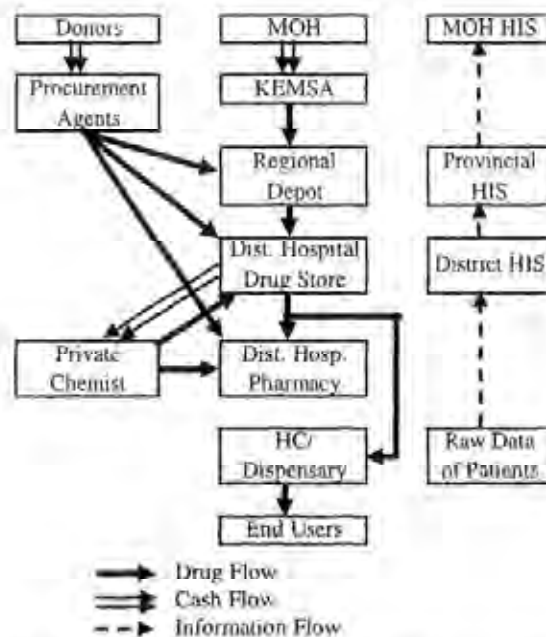 Donors
MOH
MOH HIS
Procurement
Agents
KEMSA
Regional
Depot
Provincial
HIS
Dist. Hospital
Drug Store
District HIS
Private
Chemist
Dist. Hosp.
Pharmacy
HC/
Dispensary
Raw Data
of Patients
End Users
Drug Flow
Cash Flow
Information Flow